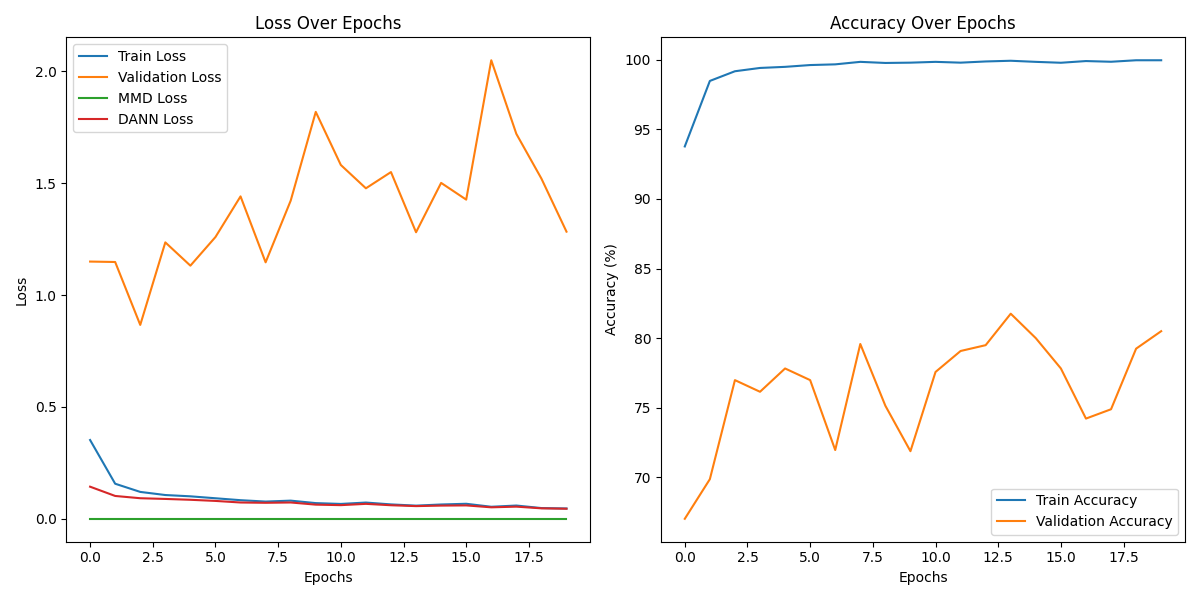 Loss Over Epochs
Train Loss
Validation Loss
MMD Loss
DANN Loss
2.0
1.5
1.0
0.5
0.0
Loss
0.0 2.5 5.0 7.5 10.0 12.5 15.0 17.5
Epochs
Accuracy Over Epochs
100
95
90
85
80
75
70
Accuracy (%)
Train Accuracy
Validation Accuracy
0.0 2.5 5.0 7.5 10.0 12.5 15.0 17.5
Epochs